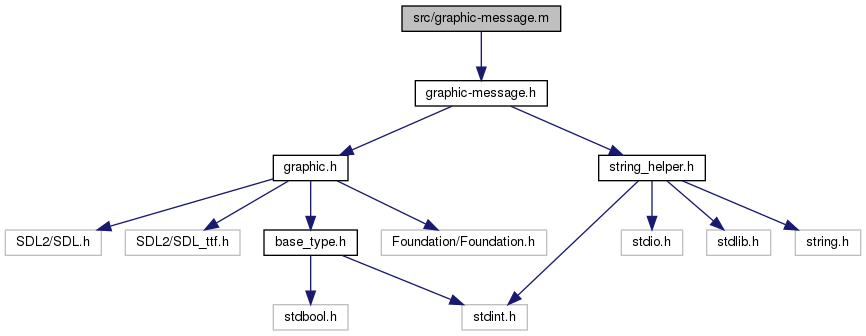 src/graphic-message.m
graphic-message.h
graphic.h
string_helper.h
SDL2/SDL.h
SDL2/SDL_ttf.h
base_type.h
Foundation/Foundation.h
stdio.h
stdlib.h
string.h
stdbool.h
stdint.h